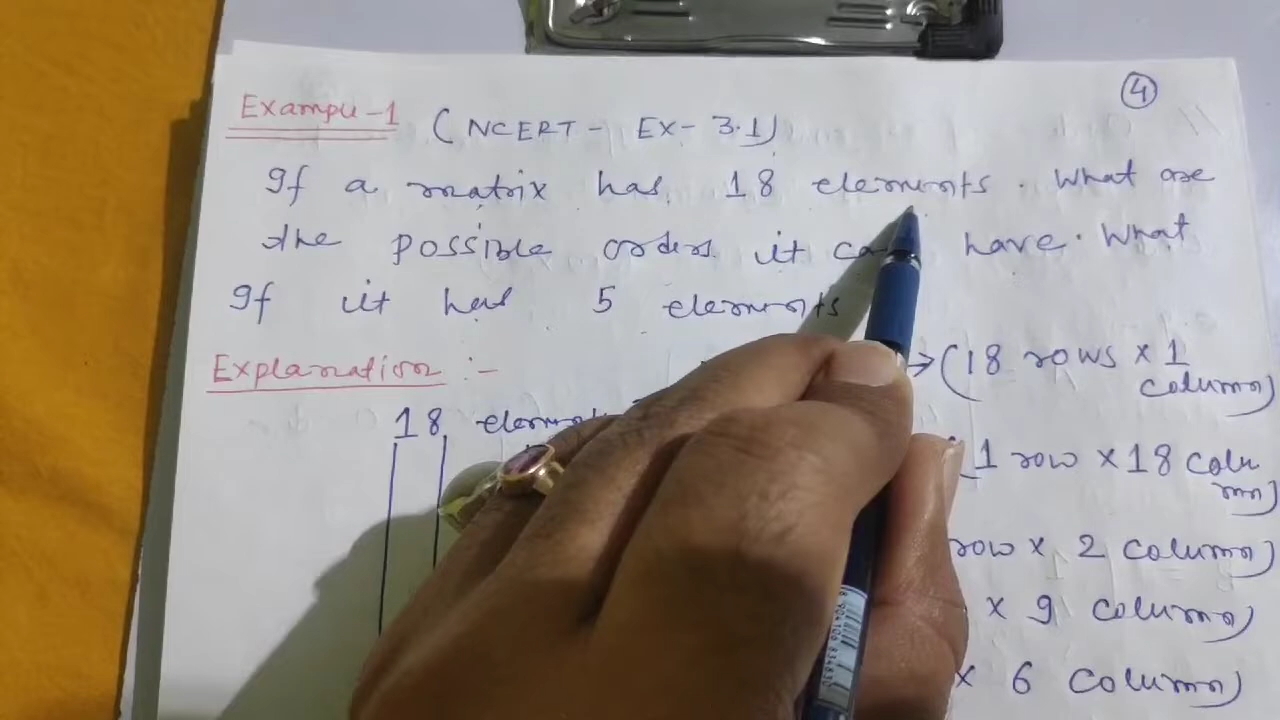 4
Example-1 (NCERT - EX- 3.1)
If a matrix has 18 elements. What are
the possible orders it can have. What
If it has 5 elements
Explanation :-
→ (18 rows × 1 column)
18 elements
(1 row × 18 column)
row × 2 column)
× 9 column)
× 6 column)